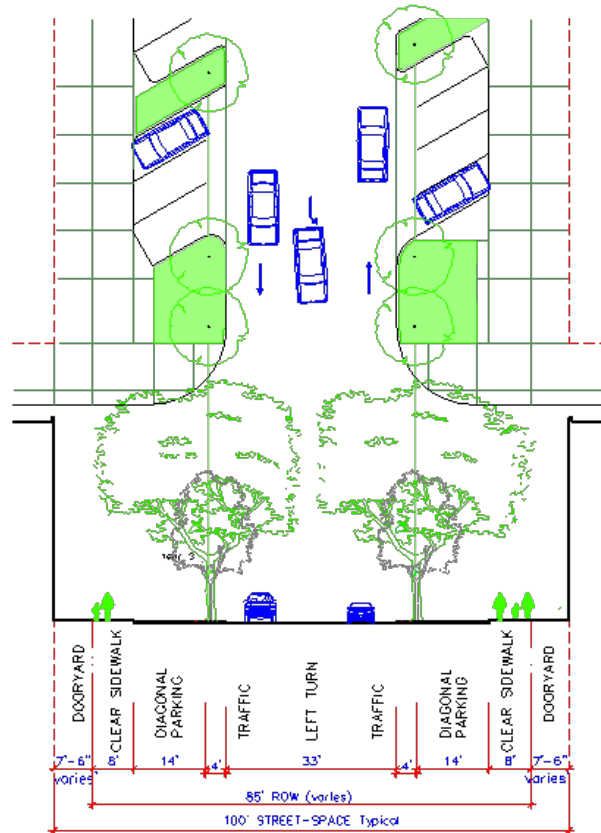 DOORYARD
CLEAR SIDEWALK
DIAGONAL
PARKING
TRAFFIC
LEFT TURN
TRAFFIC
DIAGONAL
PARKING
CLEAR SIDEWALK
DOORYARD
7'-6" 8' 14' 4' 33' 4' 14' 8' 7'-6"
varies varies
85' ROW (varies)
100' STREET-SPACE Typical